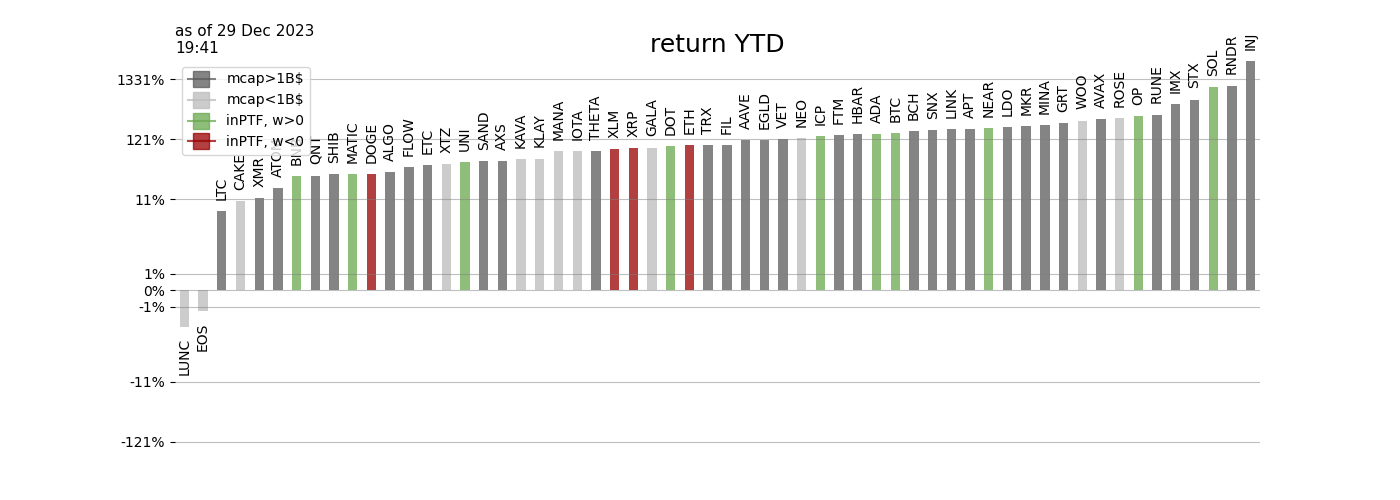 as of 29 Dec 2023
19:41
return YTD
mcap>1B$
mcap<1B$
inPTF, w>0
inPTF, w<0
1331%
121%
11%
1%
0%
-1%
-11%
-121%
LUNC
EOS
LTC
CAKE
XMR
ATOM
BNB
QNT
SHIB
MATIC
DOGE
ALGO
FLOW
ETC
XTZ
UNI
SAND
AXS
KAVA
KLAY
MANA
IOTA
THETA
XLM
XRP
GALA
DOT
ETH
TRX
FIL
AAVE
EGLD
VET
NEO
ICP
FTM
HBAR
ADA
BTC
BCH
SNX
LINK
APT
NEAR
LDO
MKR
MINA
GRT
WOO
AVAX
ROSE
OP
RUNE
IMX
STX
SOL
RNDR
INJ